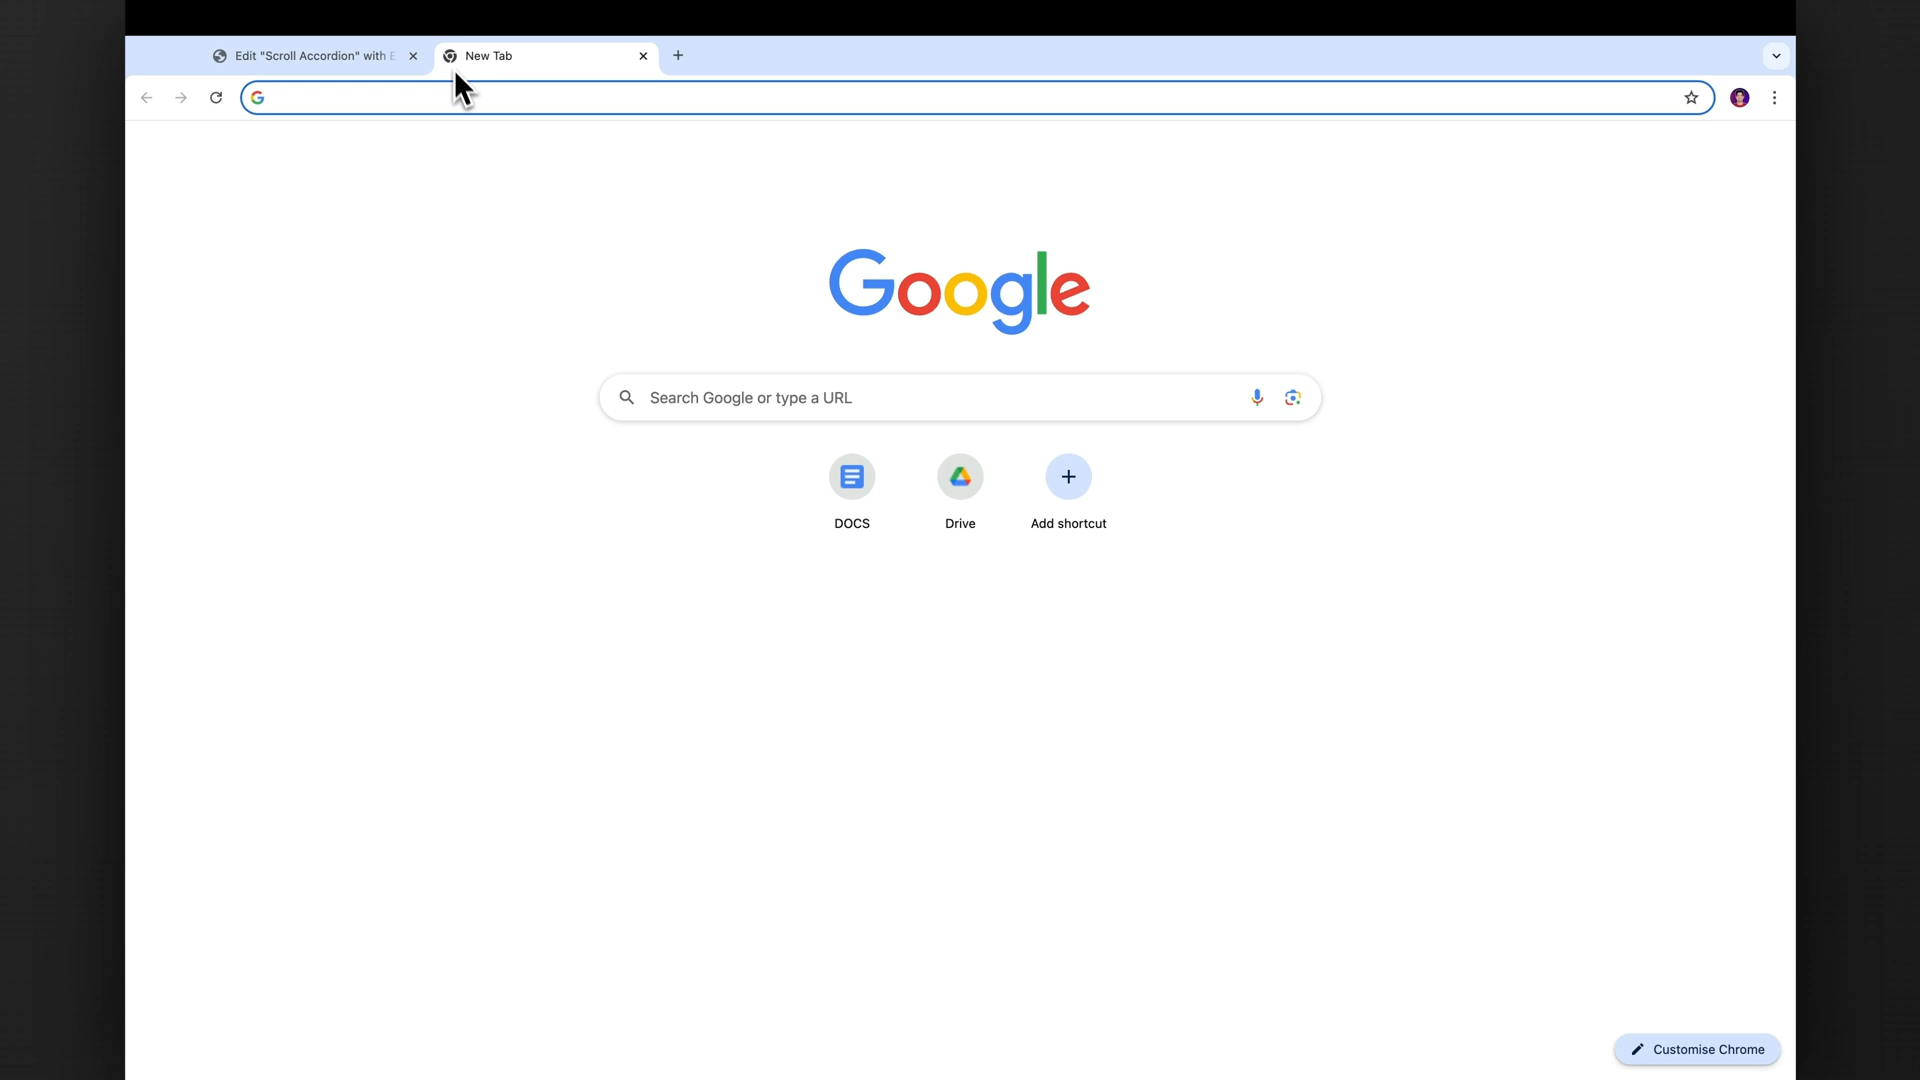 Edit "Scroll Accordion" with E
New Tab
Google
Search Google or type a URL
DOCS
Drive
Add shortcut
Customise Chrome